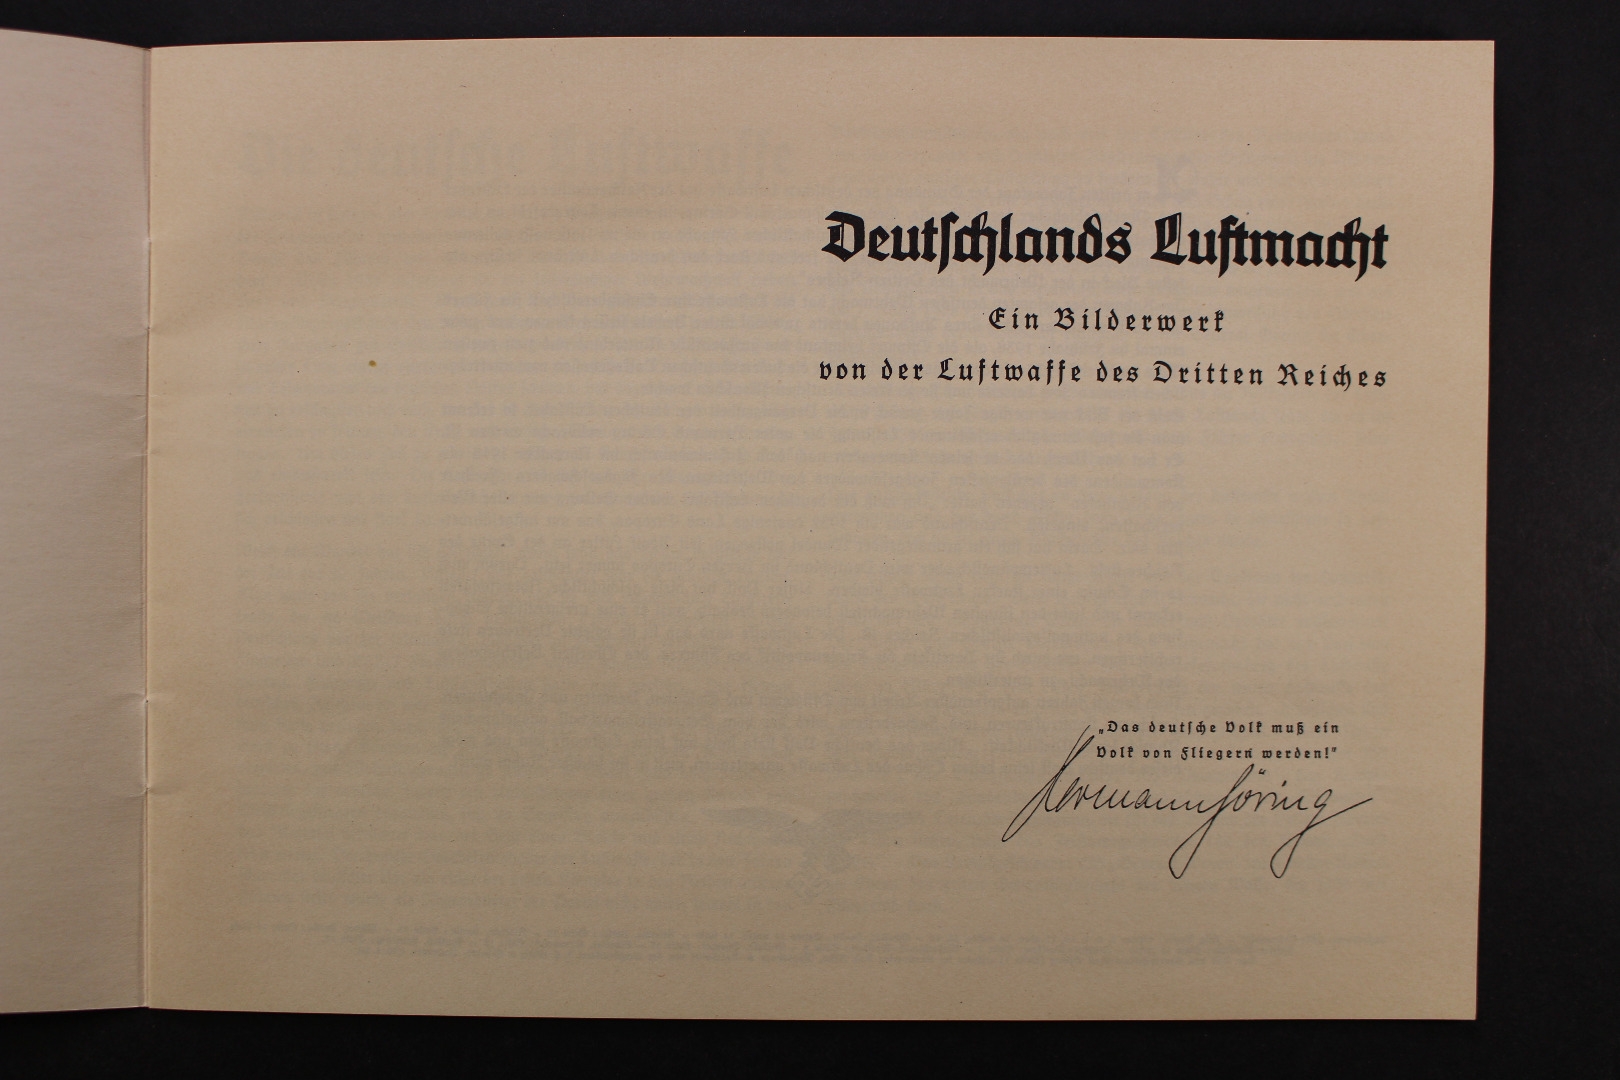 Deutſchlands Luftmacht
Ein Bilderwerk
von der Luftwaffe des Dritten Reiches
„Das deutſche Volk muß ein
Volk von Fliegern werden!"
Hermann Göring